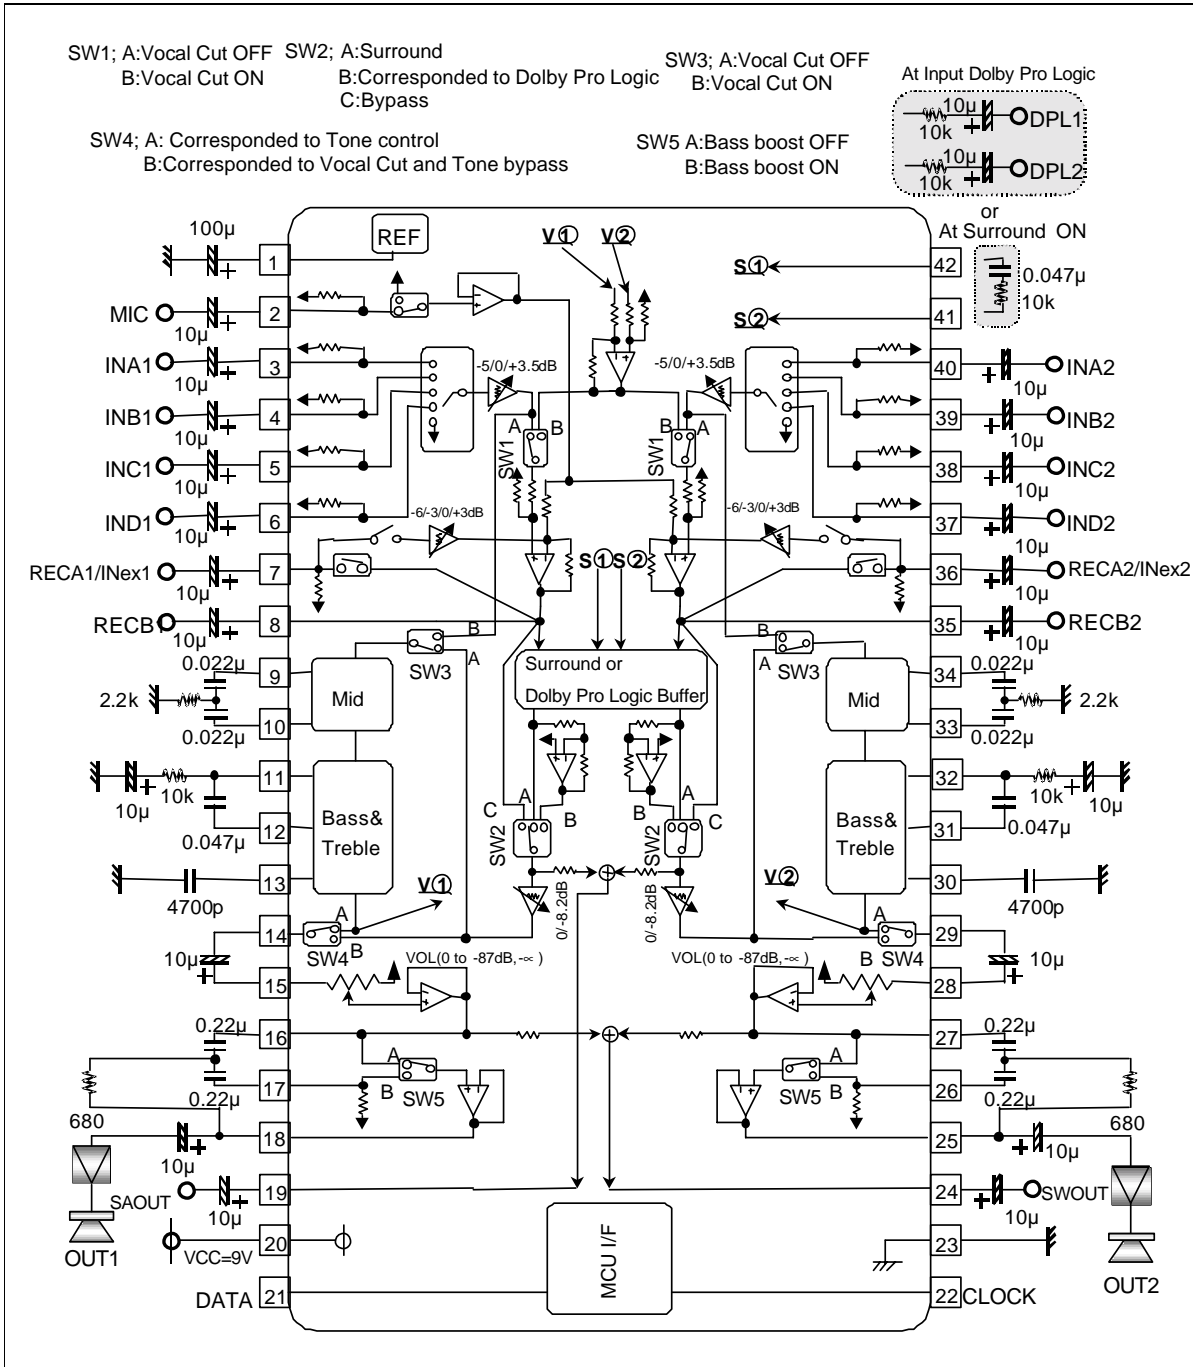 SW1; A:Vocal Cut OFF
B:Vocal Cut ON
SW2; A:Surround
B:Corresponded to Dolby Pro Logic
C:Bypass
SW3; A:Vocal Cut OFF
B:Vocal Cut ON
SW4; A: Corresponded to Tone control
B:Corresponded to Vocal Cut and Tone bypass
SW5 A:Bass boost OFF
B:Bass boost ON
At Input Dolby Pro Logic
10µ
+
10k
DPL1
10µ
+
10k
DPL2
or
At Surround ON
0.047µ
10k
REF
V①
V②
S①
S②
100µ
+
1
42
MIC
10µ
+
2
41
INA1
10µ
+
3
-5/0/+3.5dB
-5/0/+3.5dB
40
+
10µ
INA2
INB1
10µ
+
4
A
B
SW1
B
A
SW1
39
+
10µ
INB2
INC1
10µ
+
5
38
+
10µ
INC2
IND1
10µ
+
6
-6/-3/0/+3dB
-6/-3/0/+3dB
37
+
10µ
IND2
RECA1/INex1
10µ
+
7
S①
S②
36
+
10µ
RECA2/INex2
RECB1
10µ
+
8
35
+
10µ
RECB2
B
A
SW3
B
A
SW3
Surround or
Dolby Pro Logic Buffer
0.022µ
2.2k
0.022µ
9
10
Mid
Mid
34
33
0.022µ
2.2k
0.022µ
10µ
+
10k
0.047µ
11
12
Bass&
Treble
Bass&
Treble
32
31
10k
+
10µ
0.047µ
C
A
B
SW2
A
B
C
SW2
4700p
13
30
4700p
0/-8.2dB
0/-8.2dB
V①
V②
14
A
B
SW4
A
B
SW4
29
10µ
+
10µ
+
15
VOL(0 to -87dB,-∝ )
VOL(0 to -87dB,-∝ )
28
0.22µ
16
27
0.22µ
A
B
SW5
A
B
SW5
17
26
0.22µ
0.22µ
680
680
10µ
+
18
25
+
10µ
SAOUT
10µ
+
19
24
+
10µ
SWOUT
OUT1
OUT2
VCC=9V
20
23
MCU I/F
DATA
21
22
CLOCK